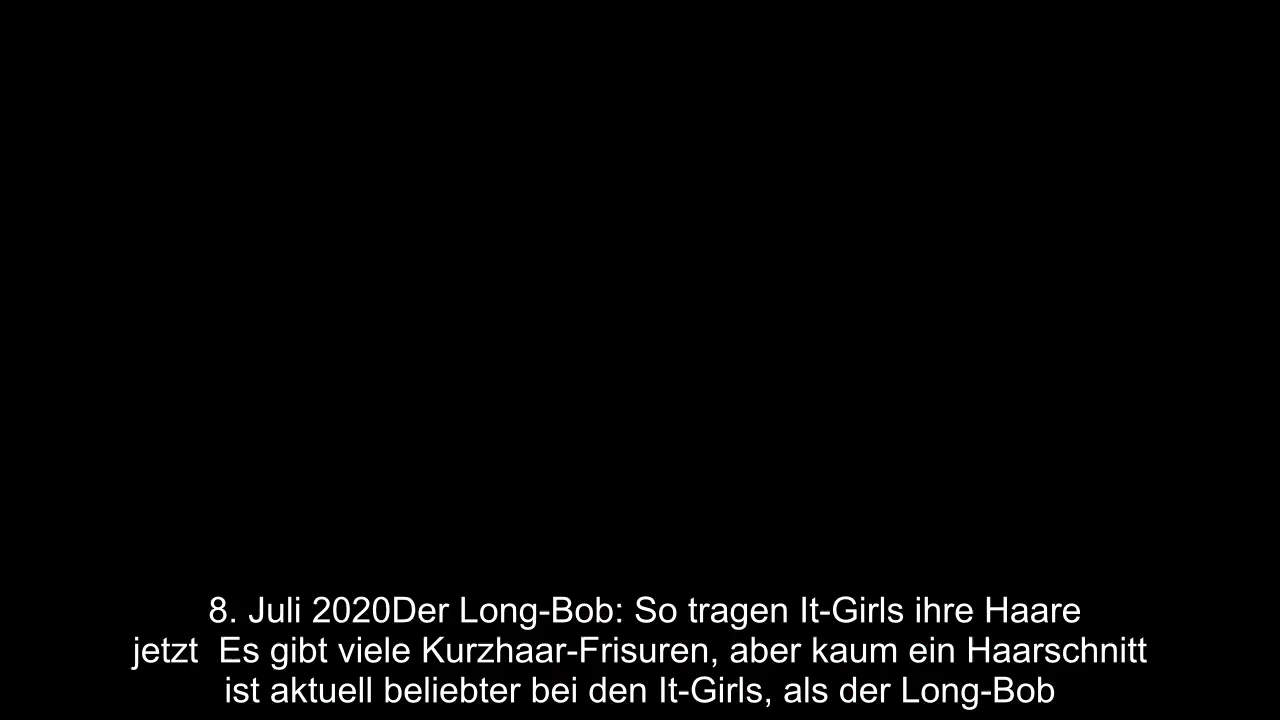 8. Juli 2020Der Long-Bob: So tragen It-Girls ihre Haare
jetzt  Es gibt viele Kurzhaar-Frisuren, aber kaum ein Haarschnitt
ist aktuell beliebter bei den It-Girls, als der Long-Bob